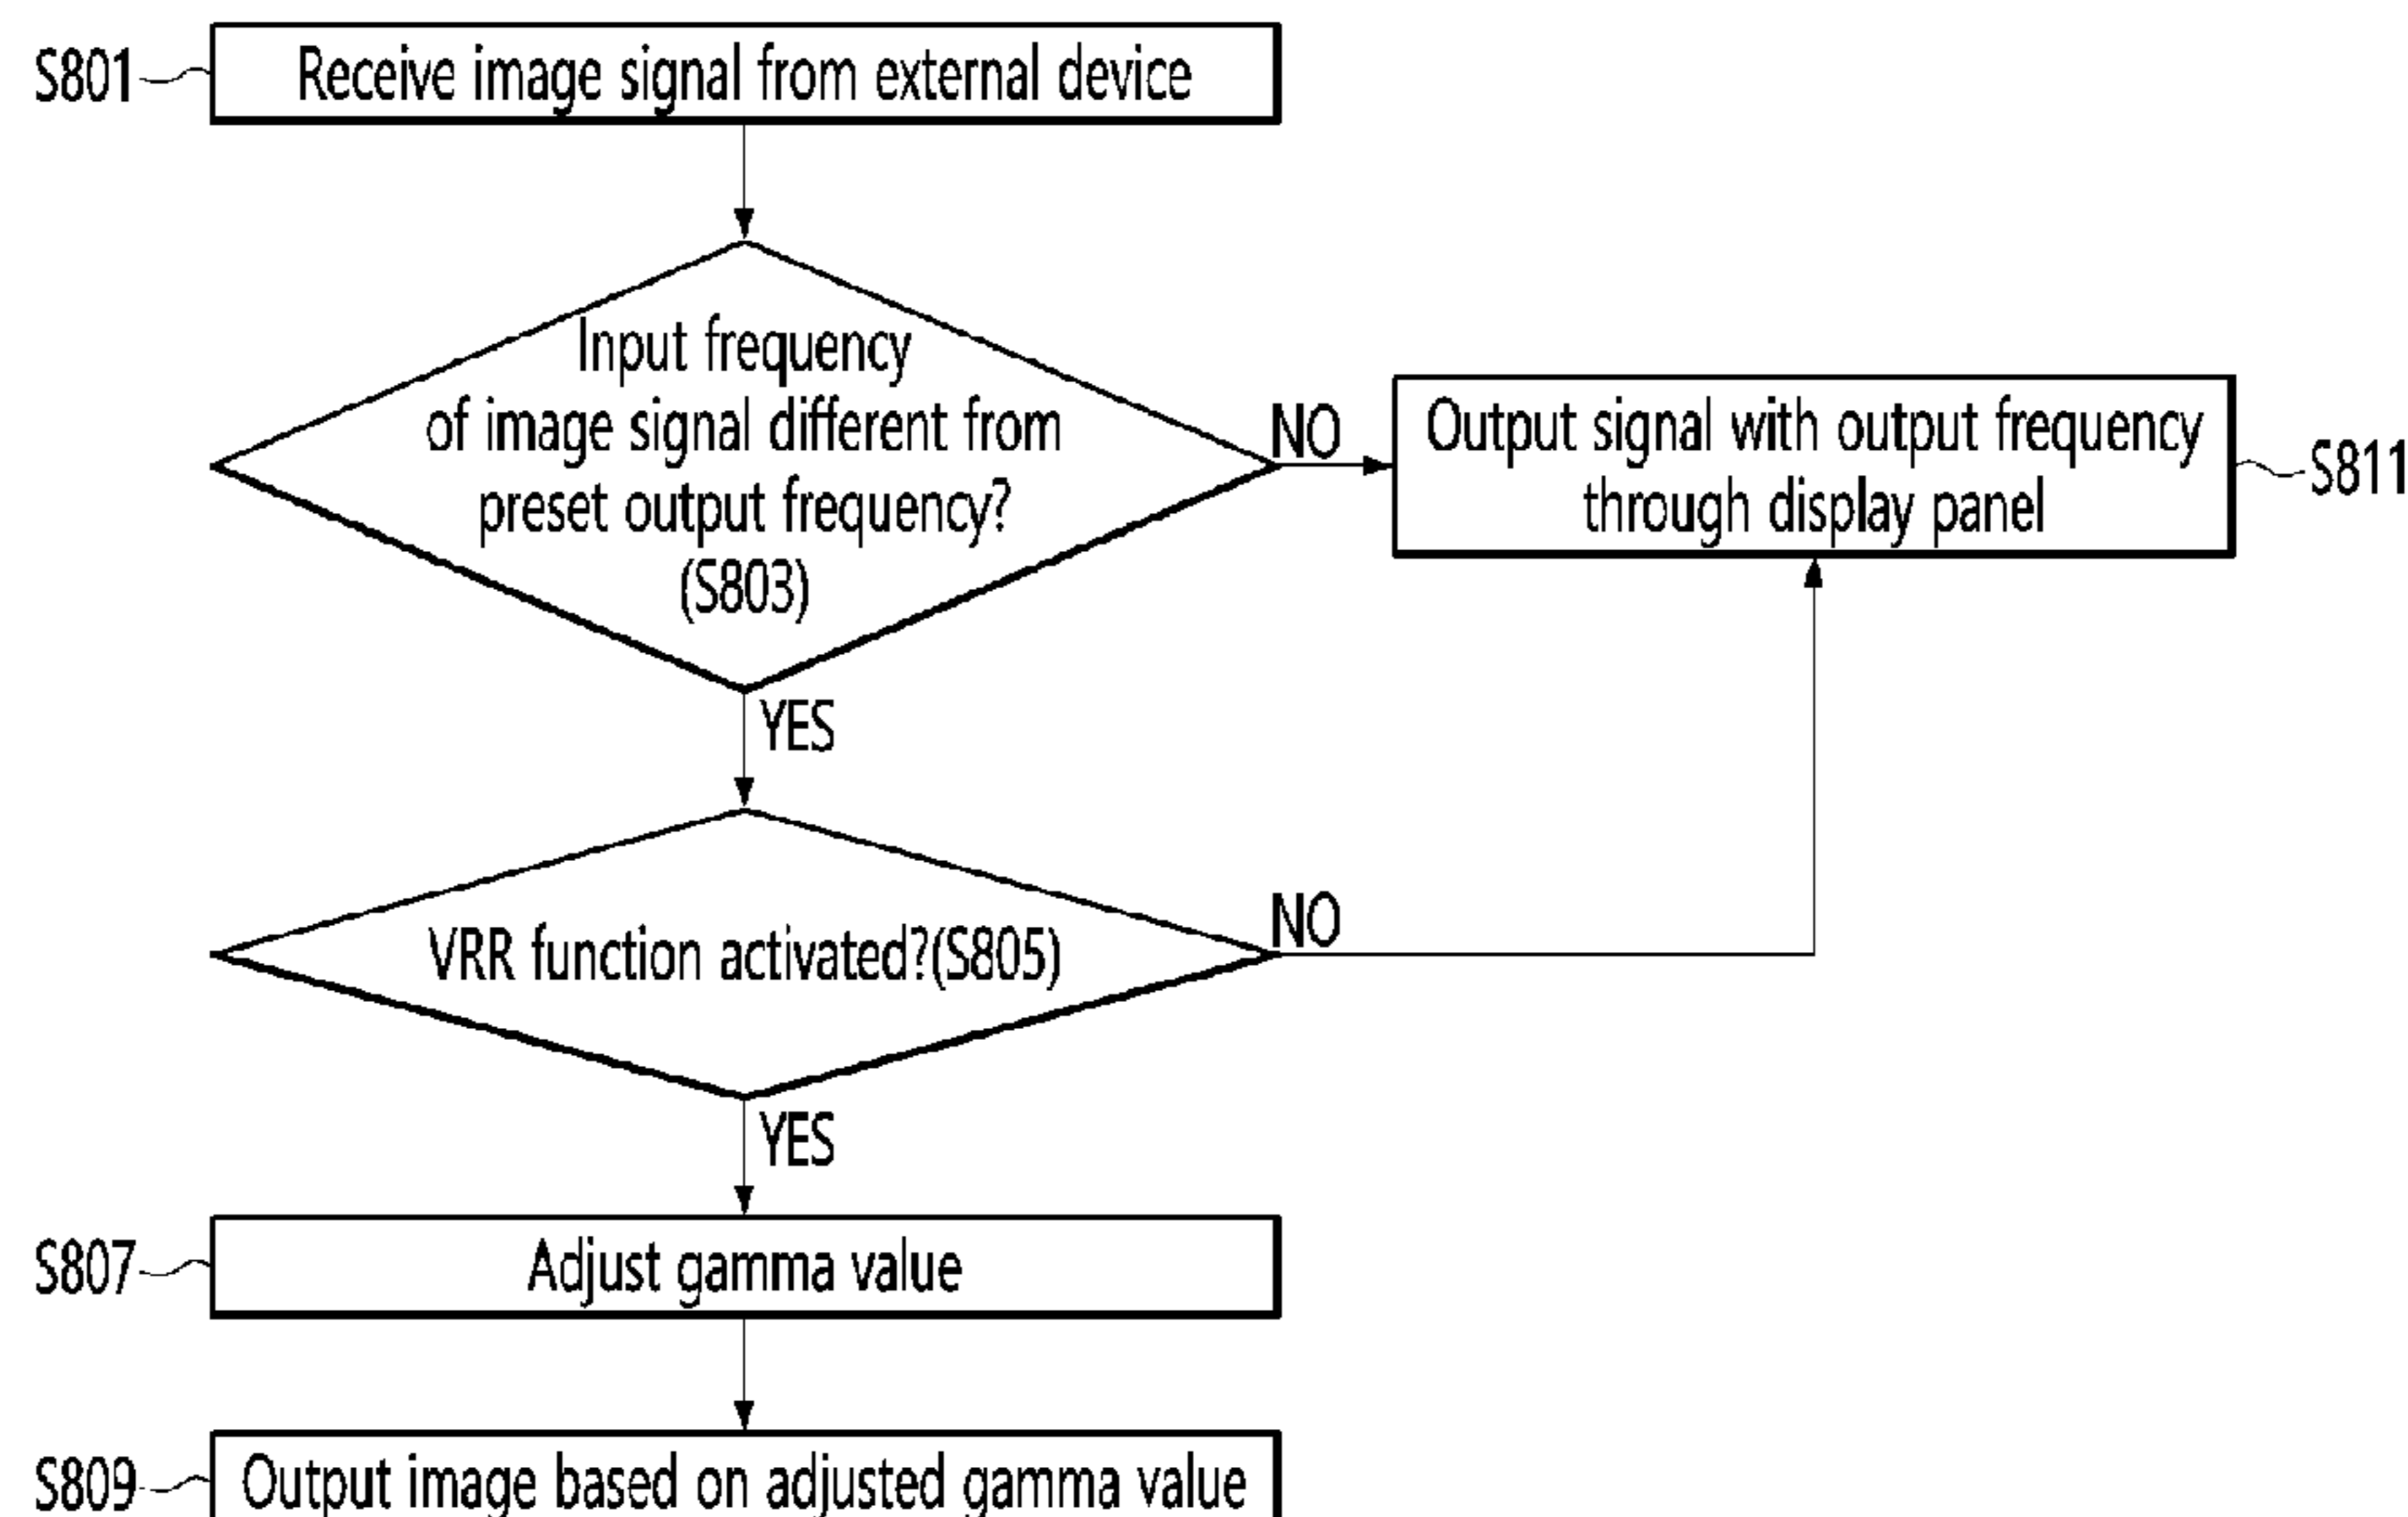 S801
Receive image signal from external device
Input frequency
of image signal different from
preset output frequency?
(S803)
NO
Output signal with output frequency
through display panel
S811
YES
VRR function activated?(S805)
NO
YES
S807
Adjust gamma value
S809
Output image based on adjusted gamma value